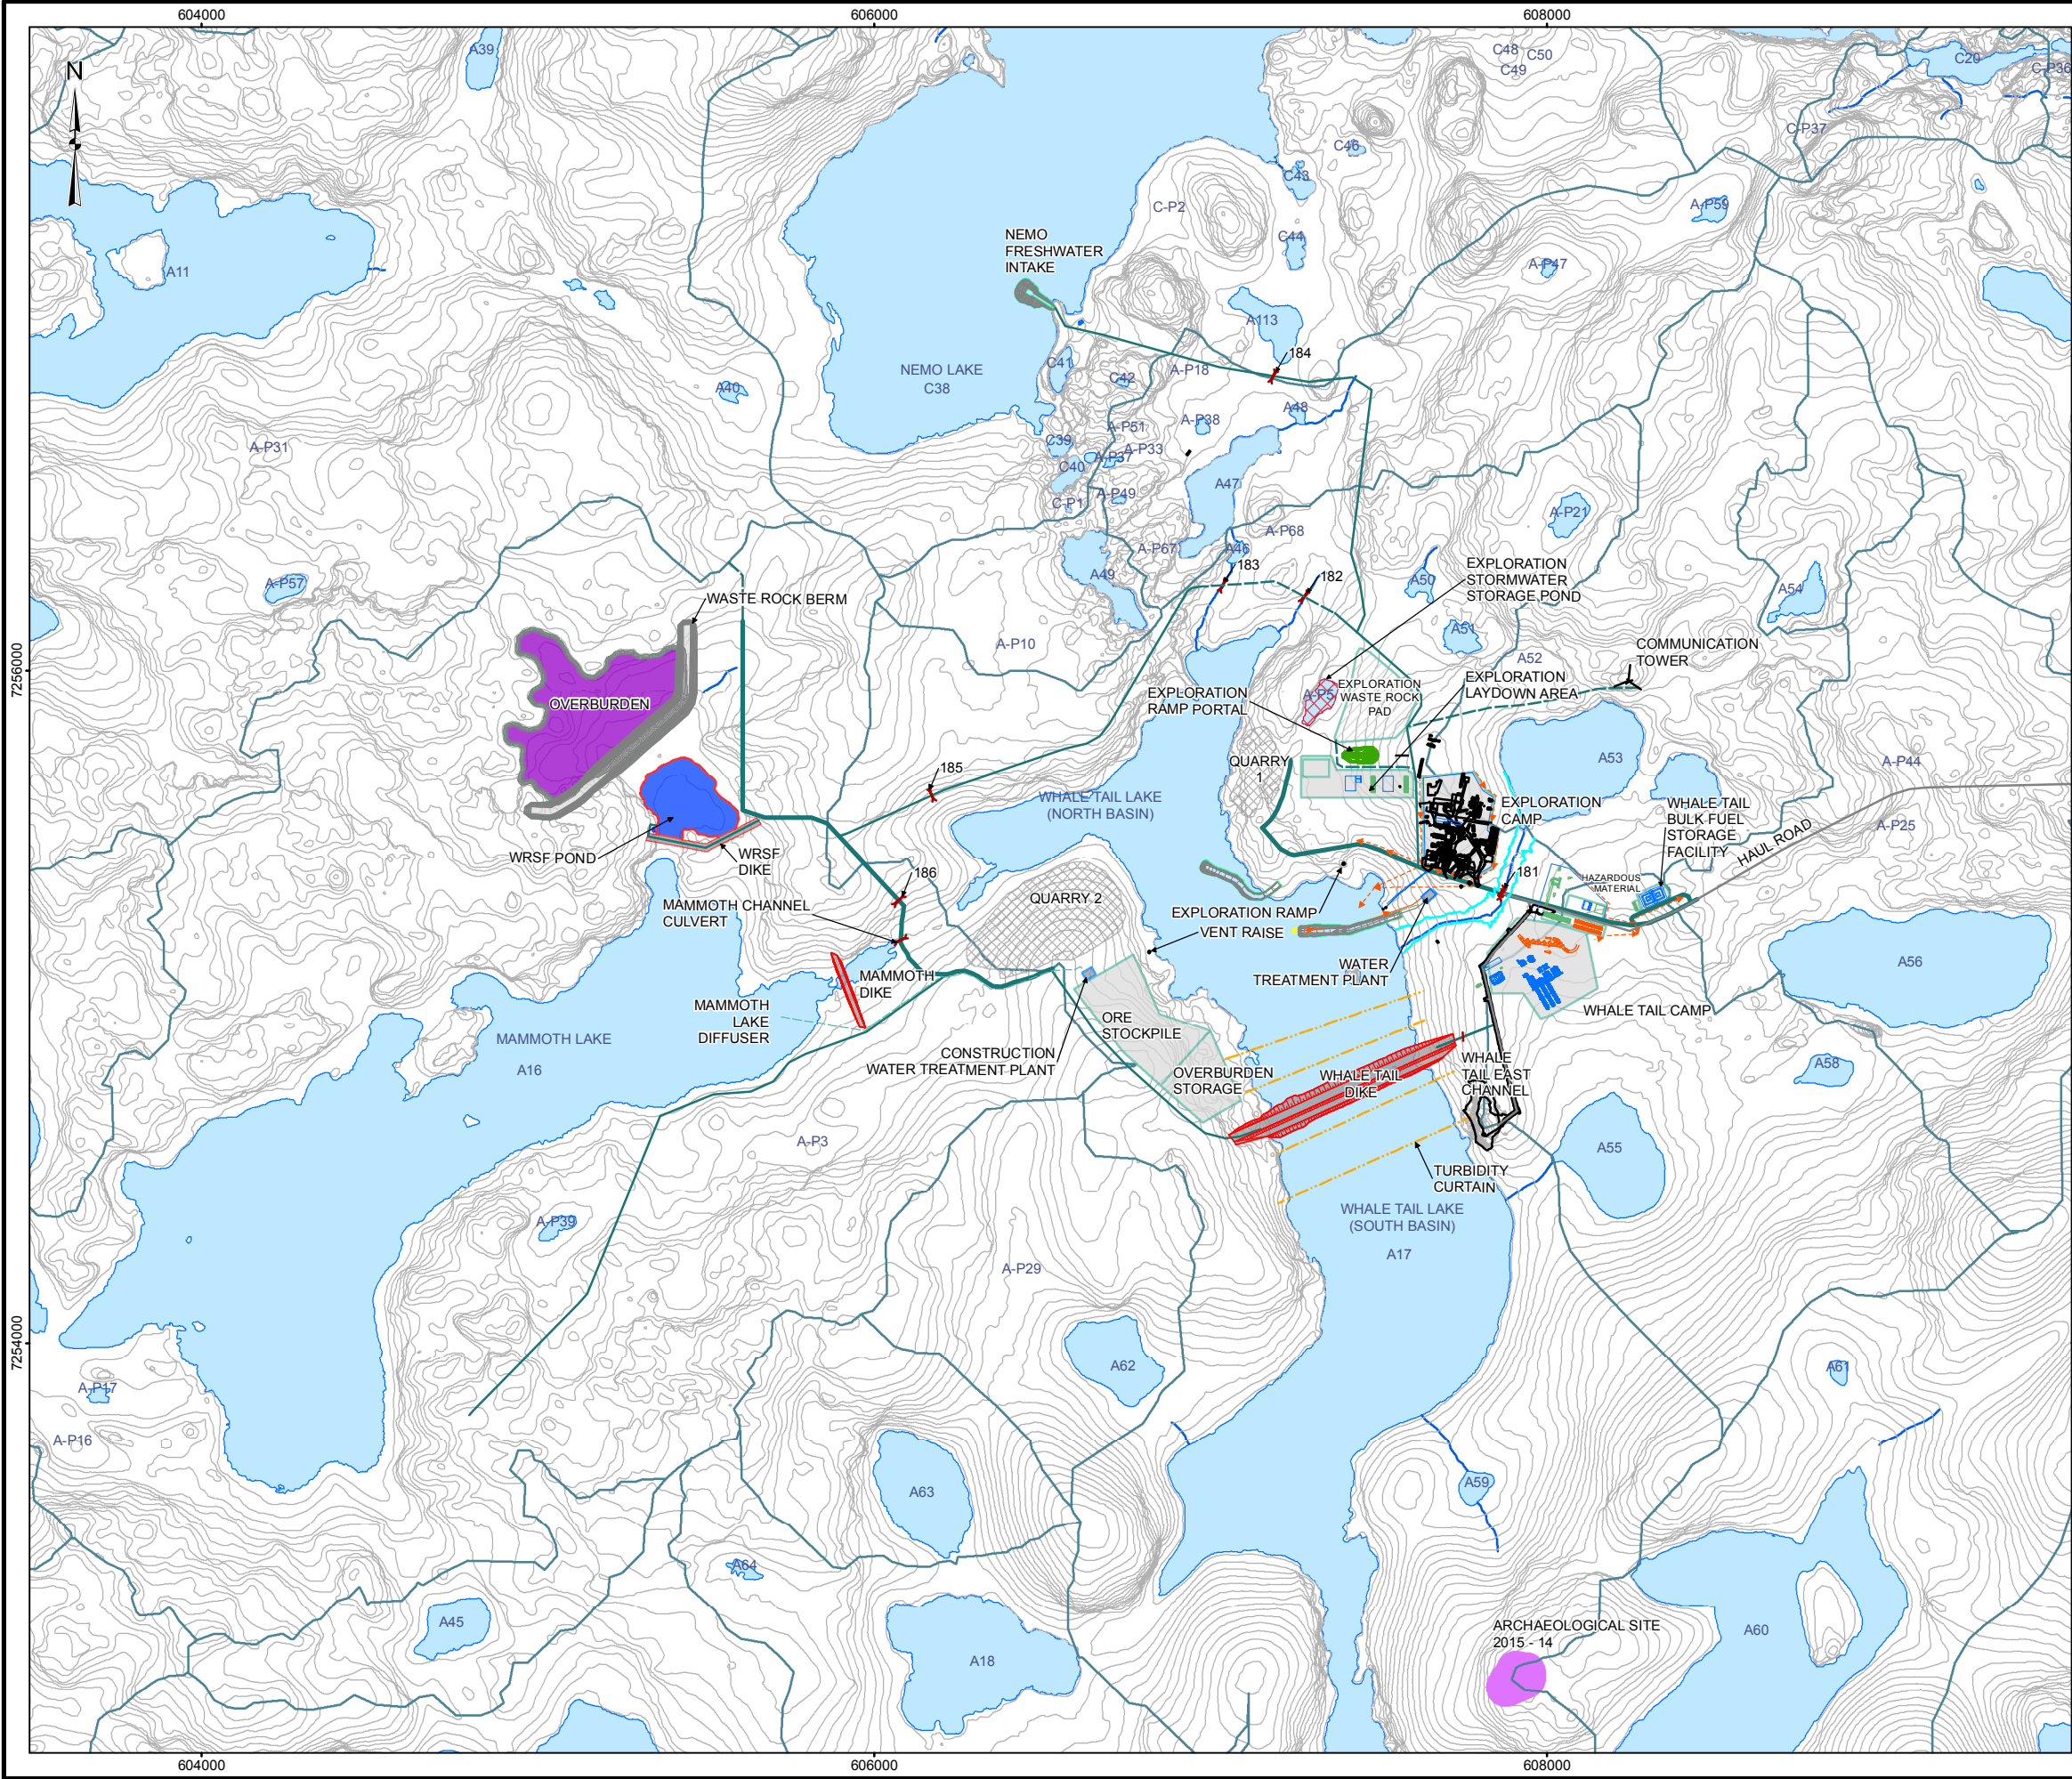 604000
606000
608000
N
A39
C48
C50
C49
C20
C-P36
C-P37
C46
C43
C-P2
A-P59
NEMO
FRESHWATER
INTAKE
C44
A-P47
A11
A113
184
NEMO LAKE
C38
C41
C42
A-P18
A40
A48
A-P38
A-P51
A-P31
C39
A-P33
A-P37
C40
A47
A-P49
C-P1
A-P21
A-P68
A-P67
A46
183
182
EXPLORATION
STORMWATER
STORAGE POND
A49
A50
A-P57
A54
WASTE ROCK BERM
A51
A-P10
A52
COMMUNICATION
TOWER
7256000
EXPLORATION
LAYDOWN AREA
EXPLORATION
WASTE ROCK
PAD
A-P5
EXPLORATION
RAMP PORTAL
OVERBURDEN
A53
A-P44
QUARRY
1
185
WHALE TAIL LAKE
(NORTH BASIN)
EXPLORATION
CAMP
WHALE TAIL
BULK FUEL
STORAGE
FACILITY
A-P25
HAUL ROAD
WRSF POND
WRSF
DIKE
186
181
HAZARDOUS
MATERIAL
QUARRY 2
MAMMOTH CHANNEL
CULVERT
EXPLORATION RAMP
VENT RAISE
WATER
TREATMENT PLANT
A56
MAMMOTH
DIKE
MAMMOTH
LAKE
DIFFUSER
WHALE TAIL CAMP
ORE
STOCKPILE
MAMMOTH LAKE
A16
CONSTRUCTION
WATER TREATMENT PLANT
OVERBURDEN
STORAGE
WHALE TAIL
DIKE
WHALE
TAIL EAST
CHANNEL
A58
A-P3
A55
TURBIDITY
CURTAIN
WHALE TAIL LAKE
(SOUTH BASIN)
A17
A-P39
A-P29
7254000
A62
A61
A-P17
A-P16
A63
A59
A64
A45
ARCHAEOLOGICAL SITE
2015 - 14
A60
A18
604000
606000
608000